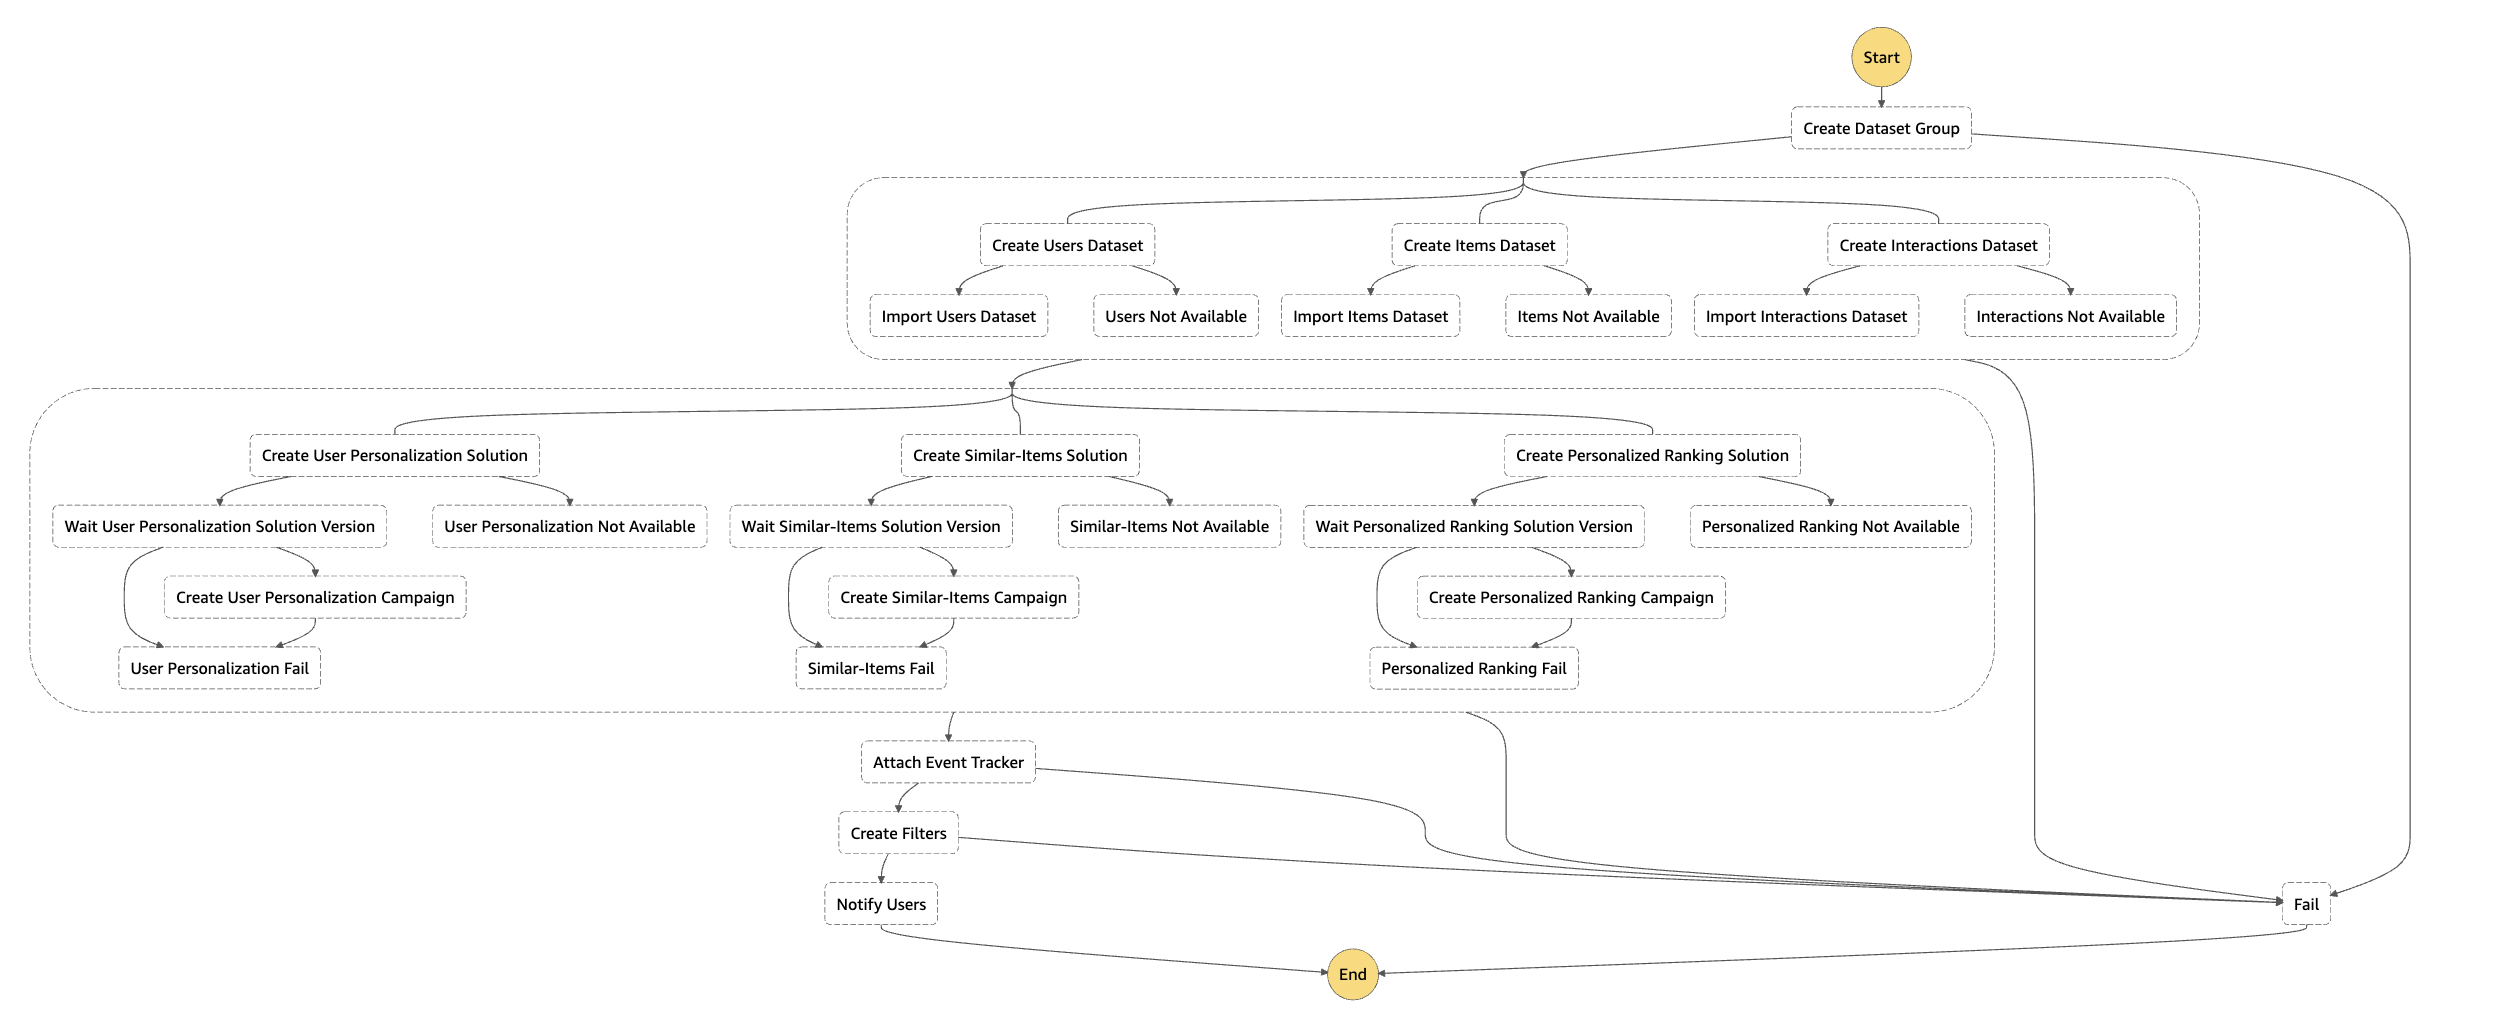 Start
Create Dataset Group
Create Users Dataset
Create Items Dataset
Create Interactions Dataset
Import Users Dataset
Users Not Available
Import Items Dataset
Items Not Available
Import Interactions Dataset
Interactions Not Available
Create User Personalization Solution
Create Similar-Items Solution
Create Personalized Ranking Solution
Wait User Personalization Solution Version
User Personalization Not Available
Wait Similar-Items Solution Version
Similar-Items Not Available
Wait Personalized Ranking Solution Version
Personalized Ranking Not Available
Create User Personalization Campaign
Create Similar-Items Campaign
Create Personalized Ranking Campaign
User Personalization Fail
Similar-Items Fail
Personalized Ranking Fail
Attach Event Tracker
Create Filters
Notify Users
Fail
End